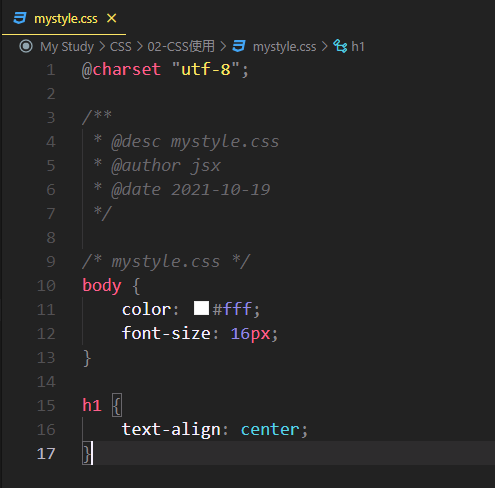 mystyle.css ×
My Study > CSS > 02-CSS使用 > mystyle.css > h1
1 @charset "utf-8";
2
3 /**
4  * @desc mystyle.css
5  * @author jsx
6  * @date 2021-10-19
7  */
8
9 /* mystyle.css */
10 body {
11     color: #fff;
12     font-size: 16px;
13 }
14
15 h1 {
16     text-align: center;
17 }